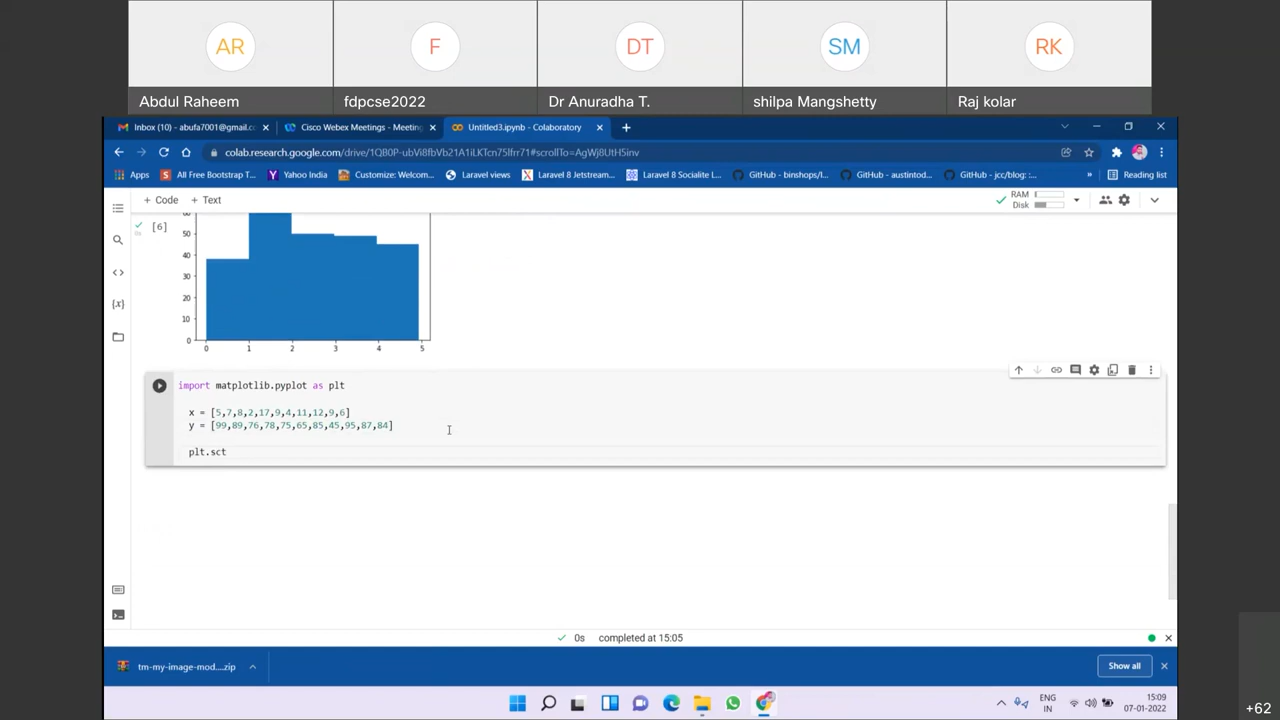 AR
F
DT
SM
RK
Abdul Raheem
fdpcse2022
Dr Anuradha T.
shilpa Mangshetty
Raj kolar
Inbox (10) - abufa7001@gmail.c
Cisco Webex Meetings - Meeting
Untitled3.ipynb - Colaboratory
colab.research.google.com/drive/1QB0P-ubVi8fbVb21A1iLKTcn75lfrr71#scrollTo=AgWj8UtH5inv
Apps
All Free Bootstrap T...
Yahoo India
Customize: Welcom...
Laravel views
Laravel 8 Jetstream...
Laravel 8 Socialite L...
GitHub - binshops/l...
GitHub - austintod...
GitHub - jcc/blog: :...
»
Reading list
+ Code
+ Text
RAM
Disk
[6]
60
50
40
30
20
10
0
0 1 2 3 4 5
import matplotlib.pyplot as plt
x = [5,7,8,2,17,9,4,11,12,9,6]
y = [99,89,76,78,75,65,85,45,95,87,84]
plt.sct
0s completed at 15:05
tm-my-image-mod....zip
Show all
ENG
IN
15:09
07-01-2022
+62